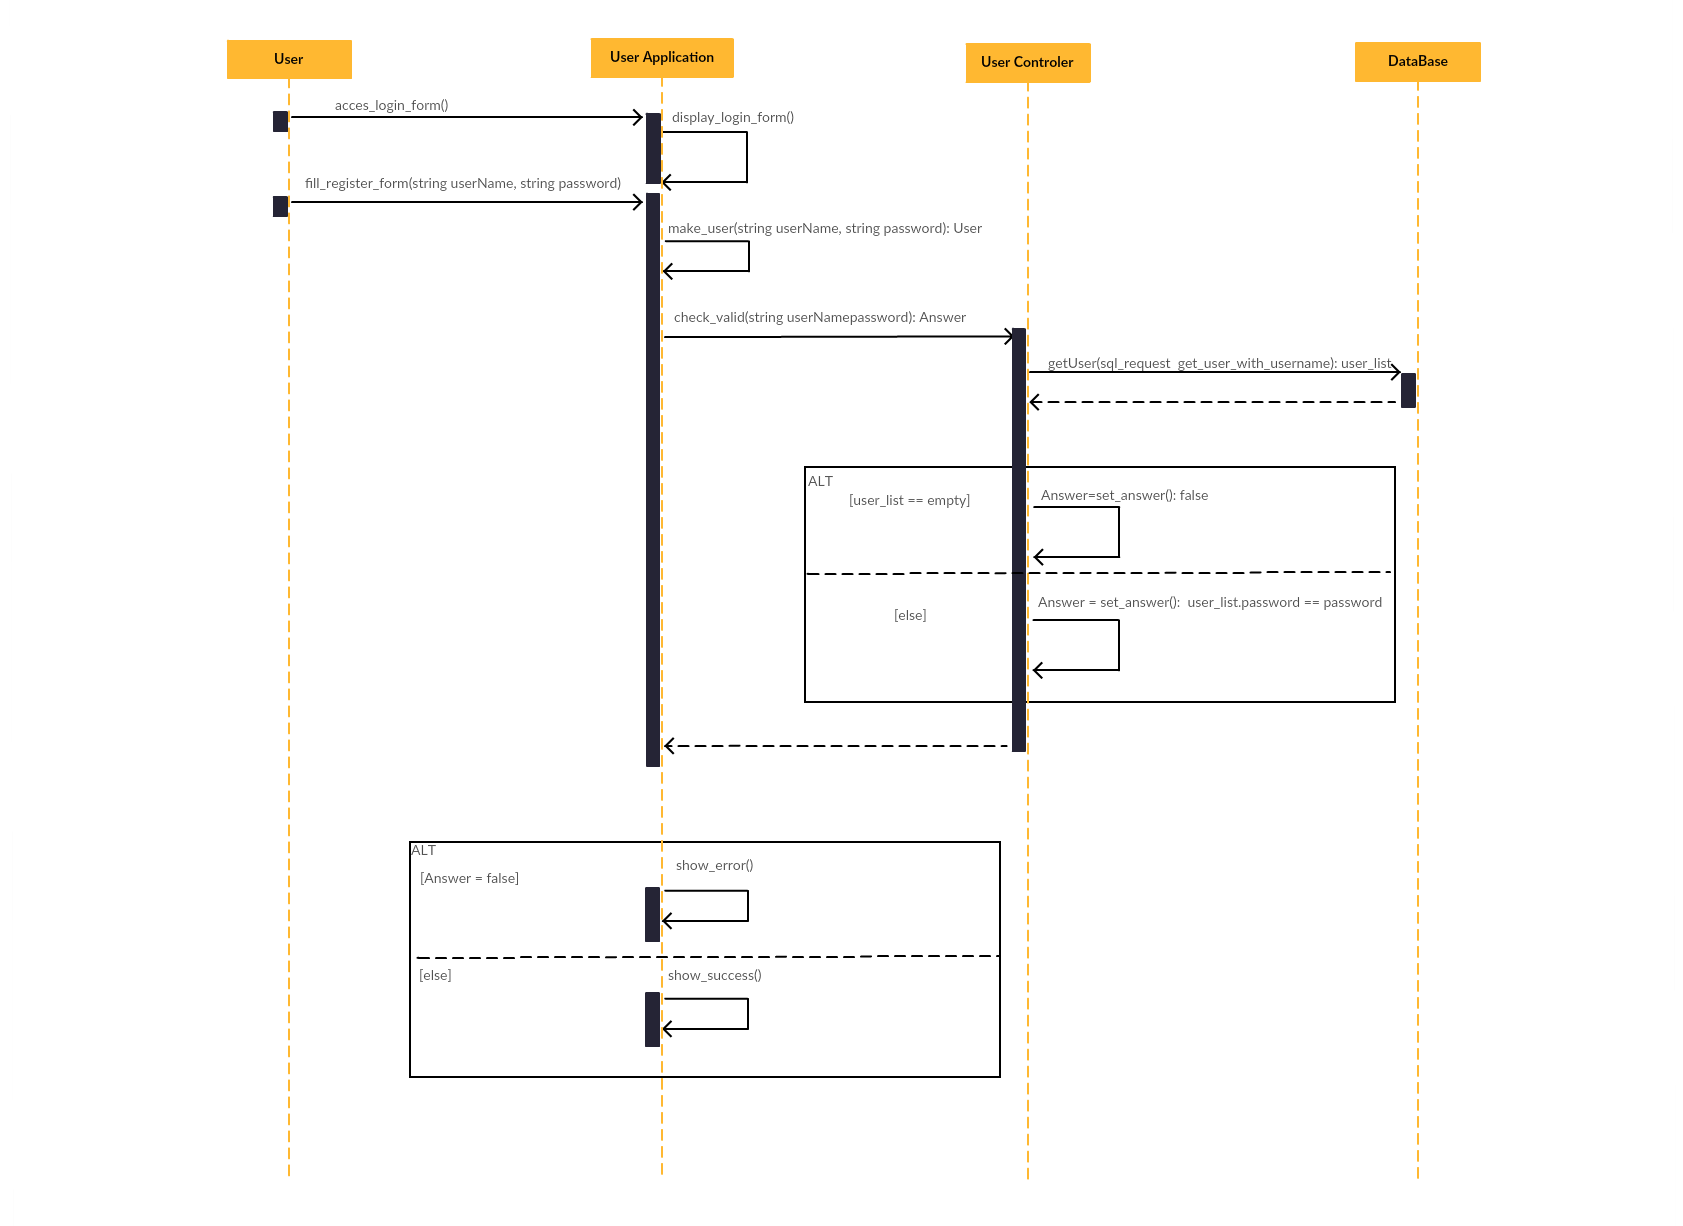 User
User Application
User Controler
DataBase
acces_login_form()
display_login_form()
fill_register_form(string userName, string password)
make_user(string userName, string password): User
check_valid(string userNamepassword): Answer
getUser(sql_request  get_user_with_username): user_list
ALT
[user_list == empty]
Answer=set_answer(): false
[else]
Answer = set_answer():  user_list.password == password
ALT
[Answer = false]
show_error()
[else]
show_success()